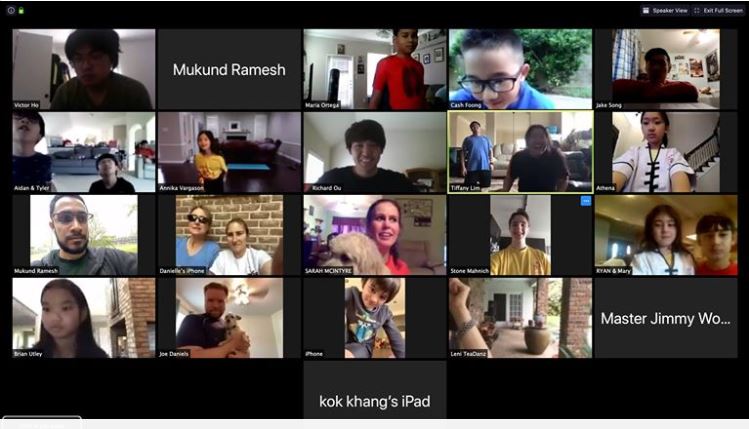 Speaker View Exit Full Screen
Victor Ho
Mukund Ramesh
Maria Ortega
Cash Foong
Jake Song
Aidan & Tyler
Annika Vargason
Richard Ou
Tiffany Lim
Athena
Mukund Ramesh
Danielle's iPhone
SARAH MCINTYRE
Stone Mahnich
RYAN & Mary
Brian Utley
Joe Daniels
iPhone
Leni TeaDanz
Master Jimmy Wo...
kok khang's iPad